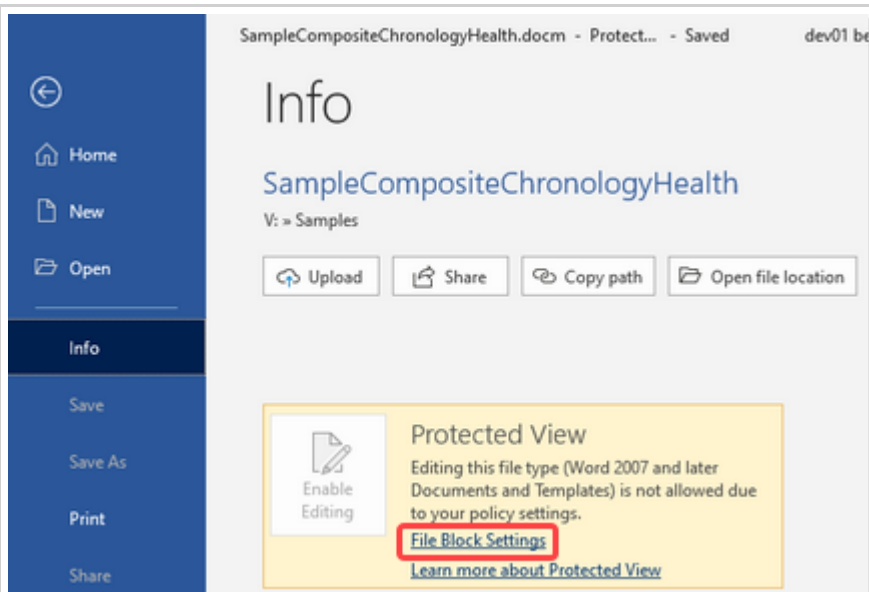 SampleCompositeChronologyHealth.docm - Protect... - Saved
dev01 be
Info
Home
New
Open
Info
Save
Save As
Print
Share
SampleCompositeChronologyHealth
V: » Samples
Upload
Share
Copy path
Open file location
Enable
Editing
Protected View
Editing this file type (Word 2007 and later
Documents and Templates) is not allowed due
to your policy settings.
File Block Settings
Learn more about Protected View